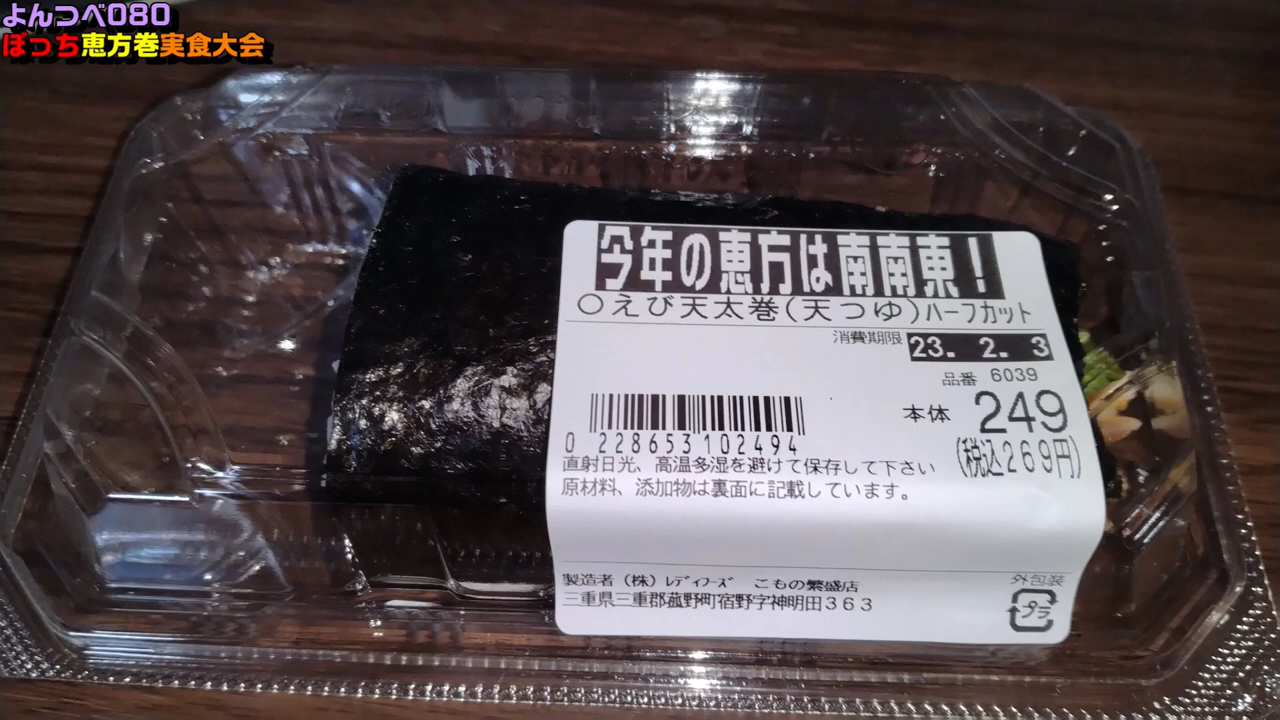 よんつべ080
ぼっち恵方巻実食大会
今年の恵方は南南東！
○えび天太巻(天つゆ)ハーフカット
消費期限 23. 2. 3
品番 6039
本体 249
(税込269円)
0 228653 102494
直射日光、高温多湿を避けて保存して下さい
原材料、添加物は裏面に記載しています。
製造者（株）ﾚﾃﾞｨﾌｰｽﾞ こもの繁盛店
三重県三重郡菰野町宿野字神明田３６３
外包装
プラ